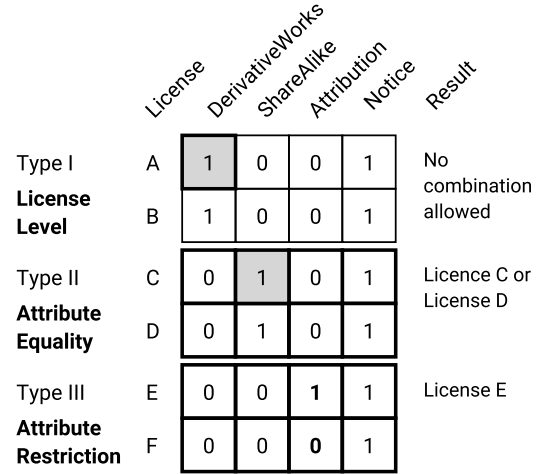 License DerivativeWorks ShareAlike Attribution Notice Result
Type I A 1 0 0 1 No
combination
allowed
License
Level B 1 0 0 1
Type II C 0 1 0 1 Licence C or
License D
Attribute
Equality D 0 1 0 1
Type III E 0 0 1 1 License E
Attribute
Restriction F 0 0 0 1